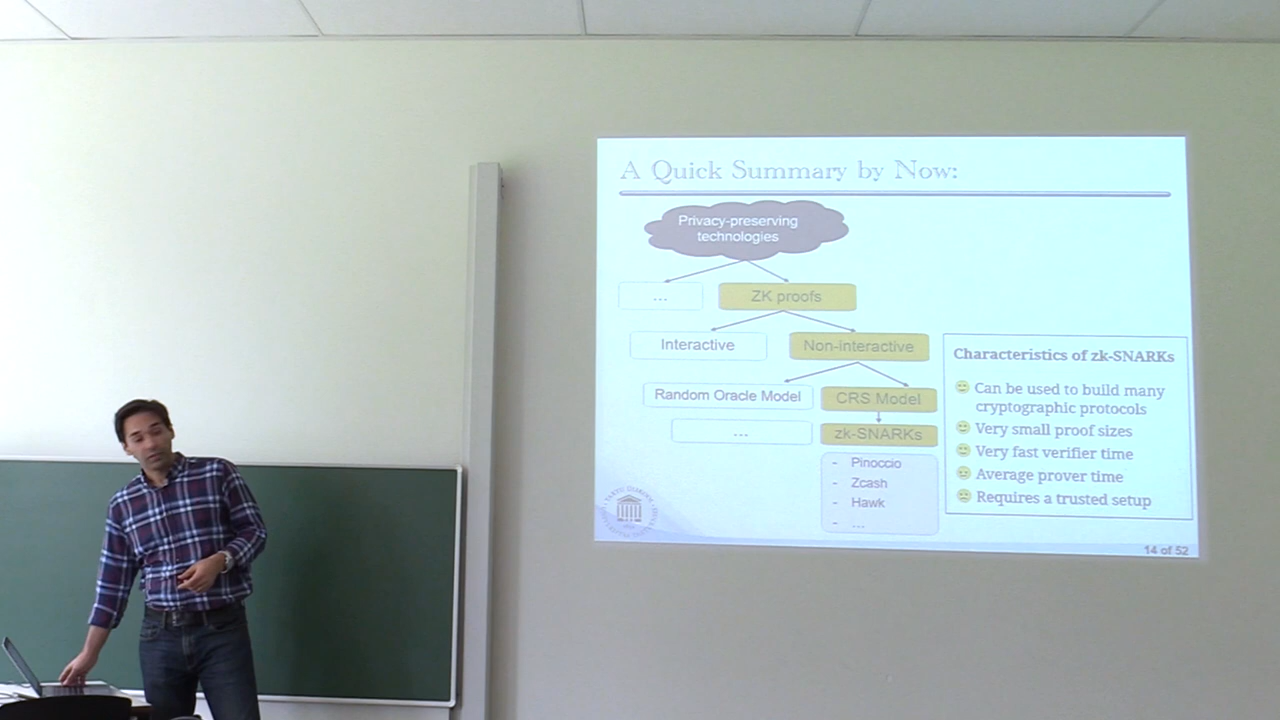 A Quick Summary by Now:
Privacy-preserving
technologies
...
ZK proofs
Interactive
Non-interactive
Random Oracle Model
CRS Model
...
zk-SNARKs
- Pinoccio
- Zcash
- Hawk
- ...
Characteristics of zk-SNARKs
Can be used to build many
cryptographic protocols
Very small proof sizes
Very fast verifier time
Average prover time
Requires a trusted setup
14 of 52